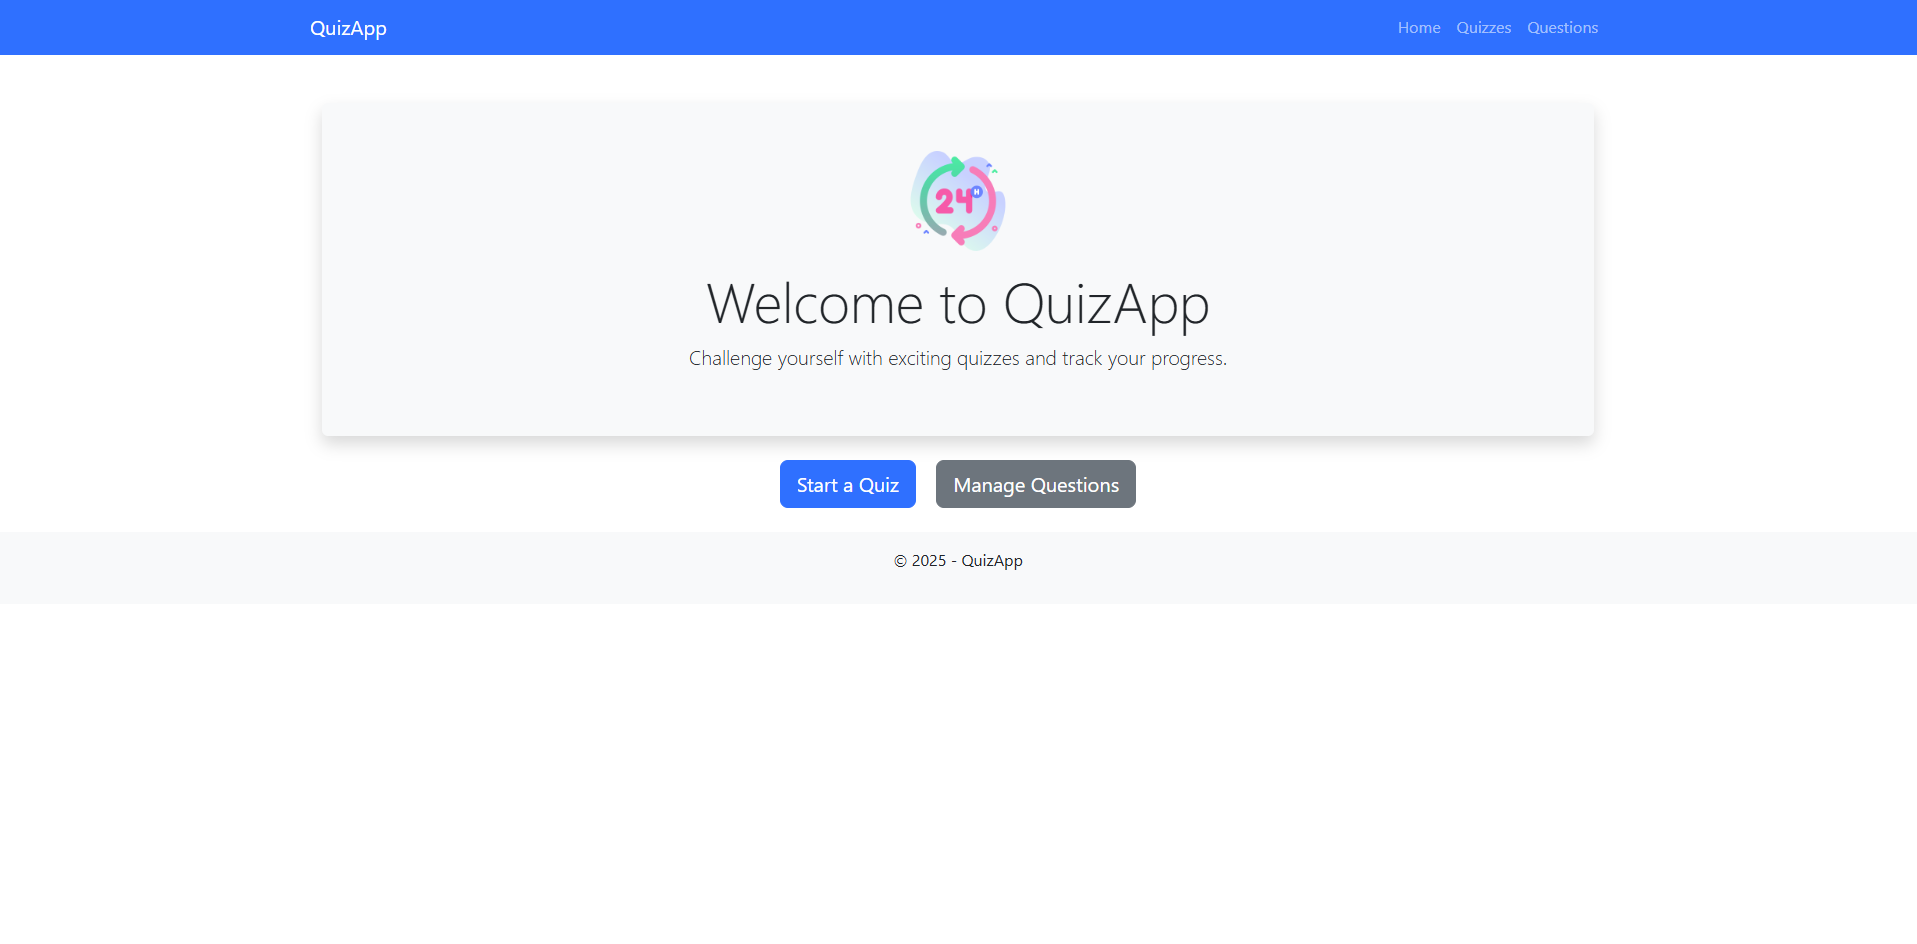 QuizApp
Home Quizzes Questions
24H
Welcome to QuizApp
Challenge yourself with exciting quizzes and track your progress.
Start a Quiz Manage Questions
© 2025 - QuizApp